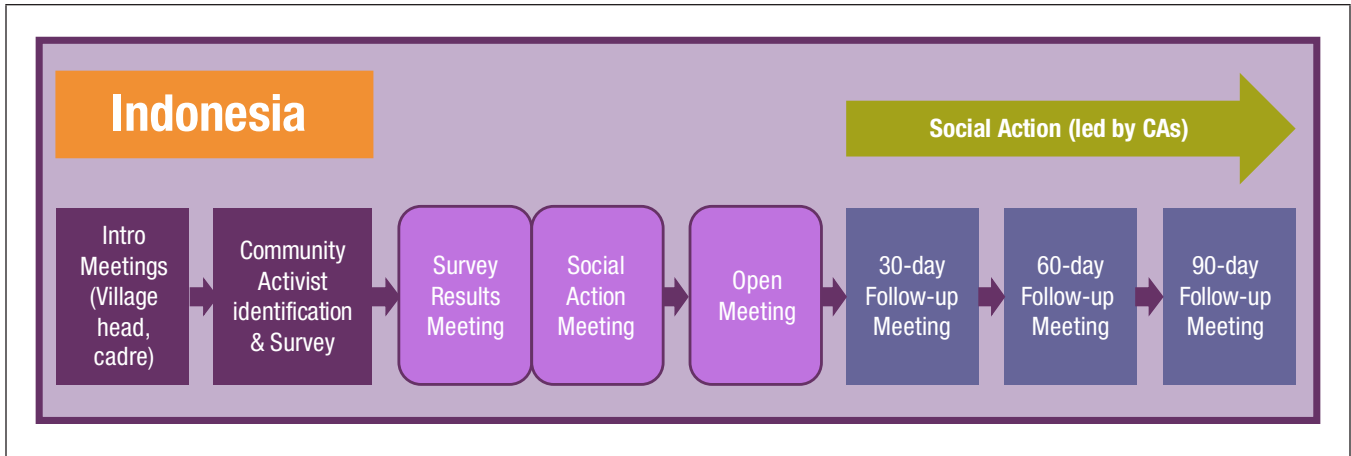 Indonesia
Social Action (led by CAs)
Intro
Meetings
(Village
head,
cadre)
Community
Activist
identification
& Survey
Survey
Results
Meeting
Social
Action
Meeting
Open
Meeting
30-day
Follow-up
Meeting
60-day
Follow-up
Meeting
90-day
Follow-up
Meeting